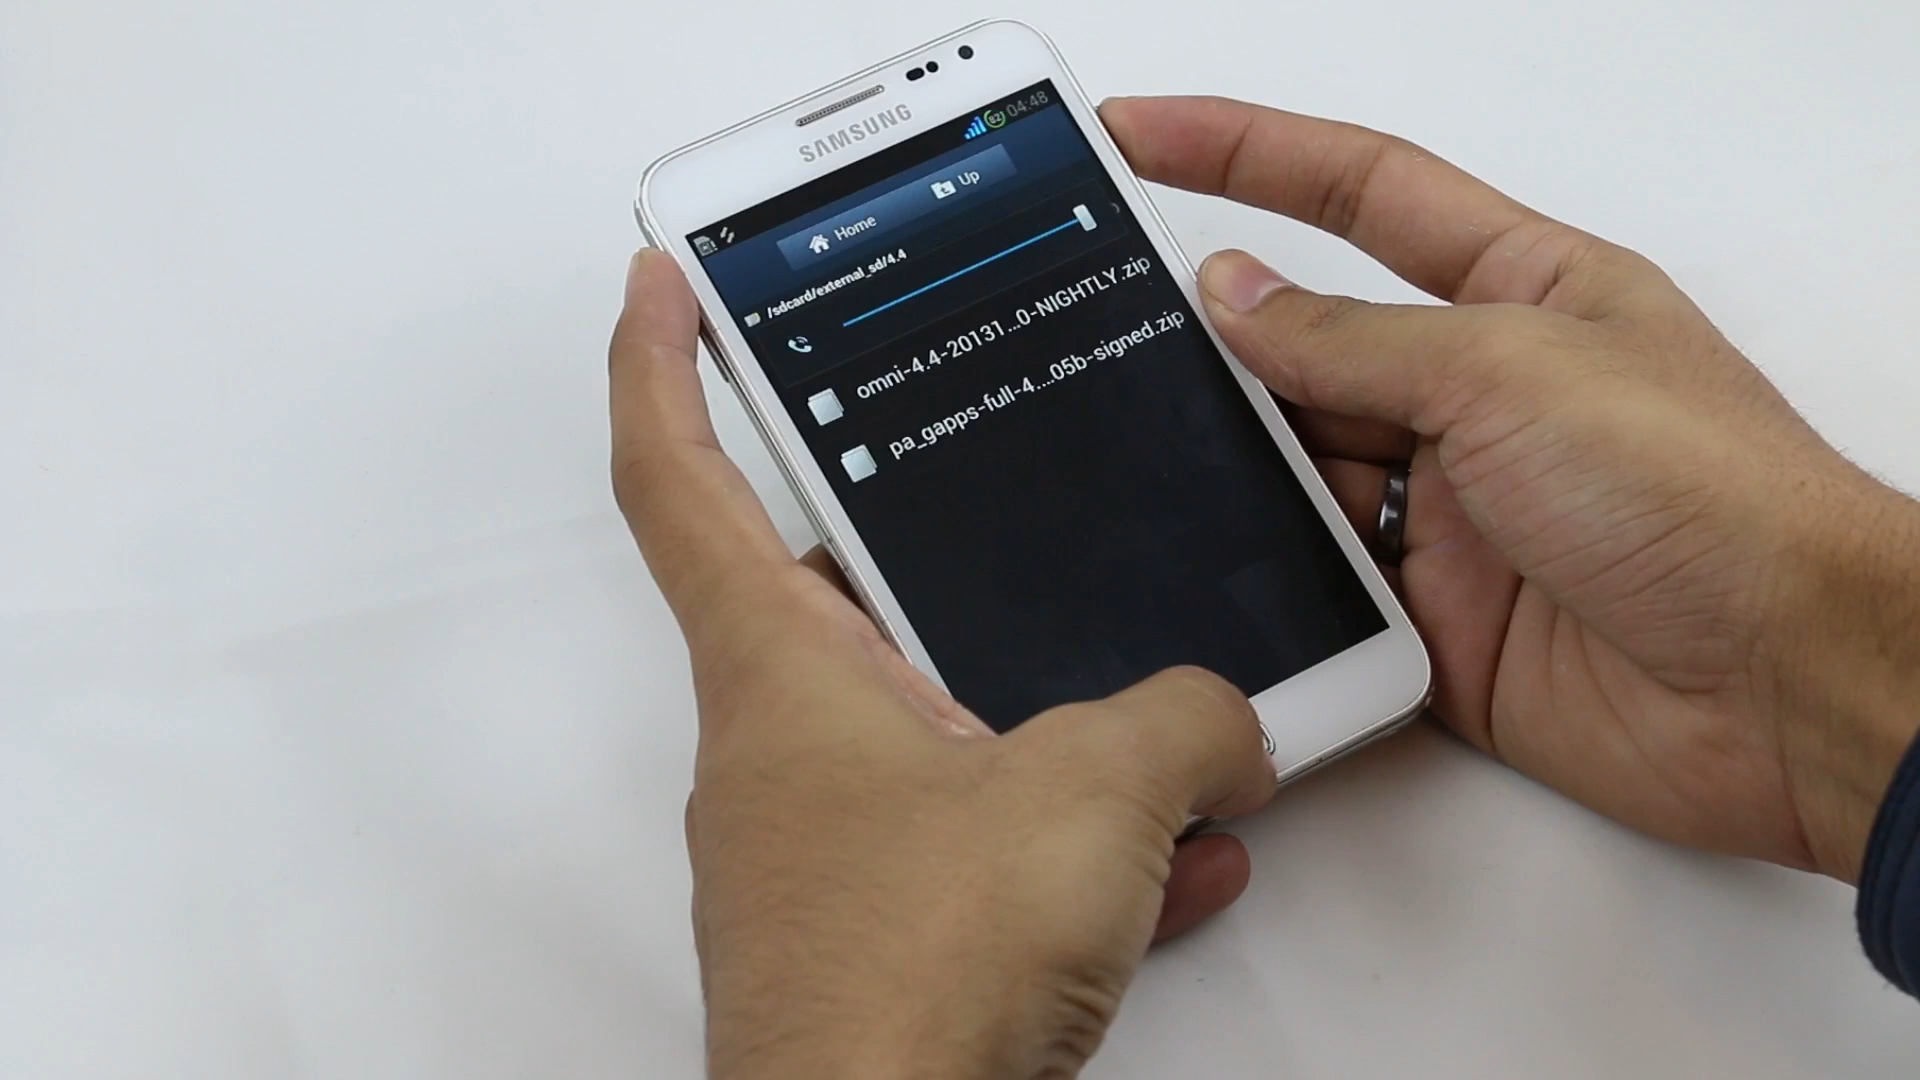 SAMSUNG
82 04:48
Home Up
/sdcard/external_sd/4.4
omni-4.4-20131...0-NIGHTLY.zip
pa_gapps-full-4....05b-signed.zip